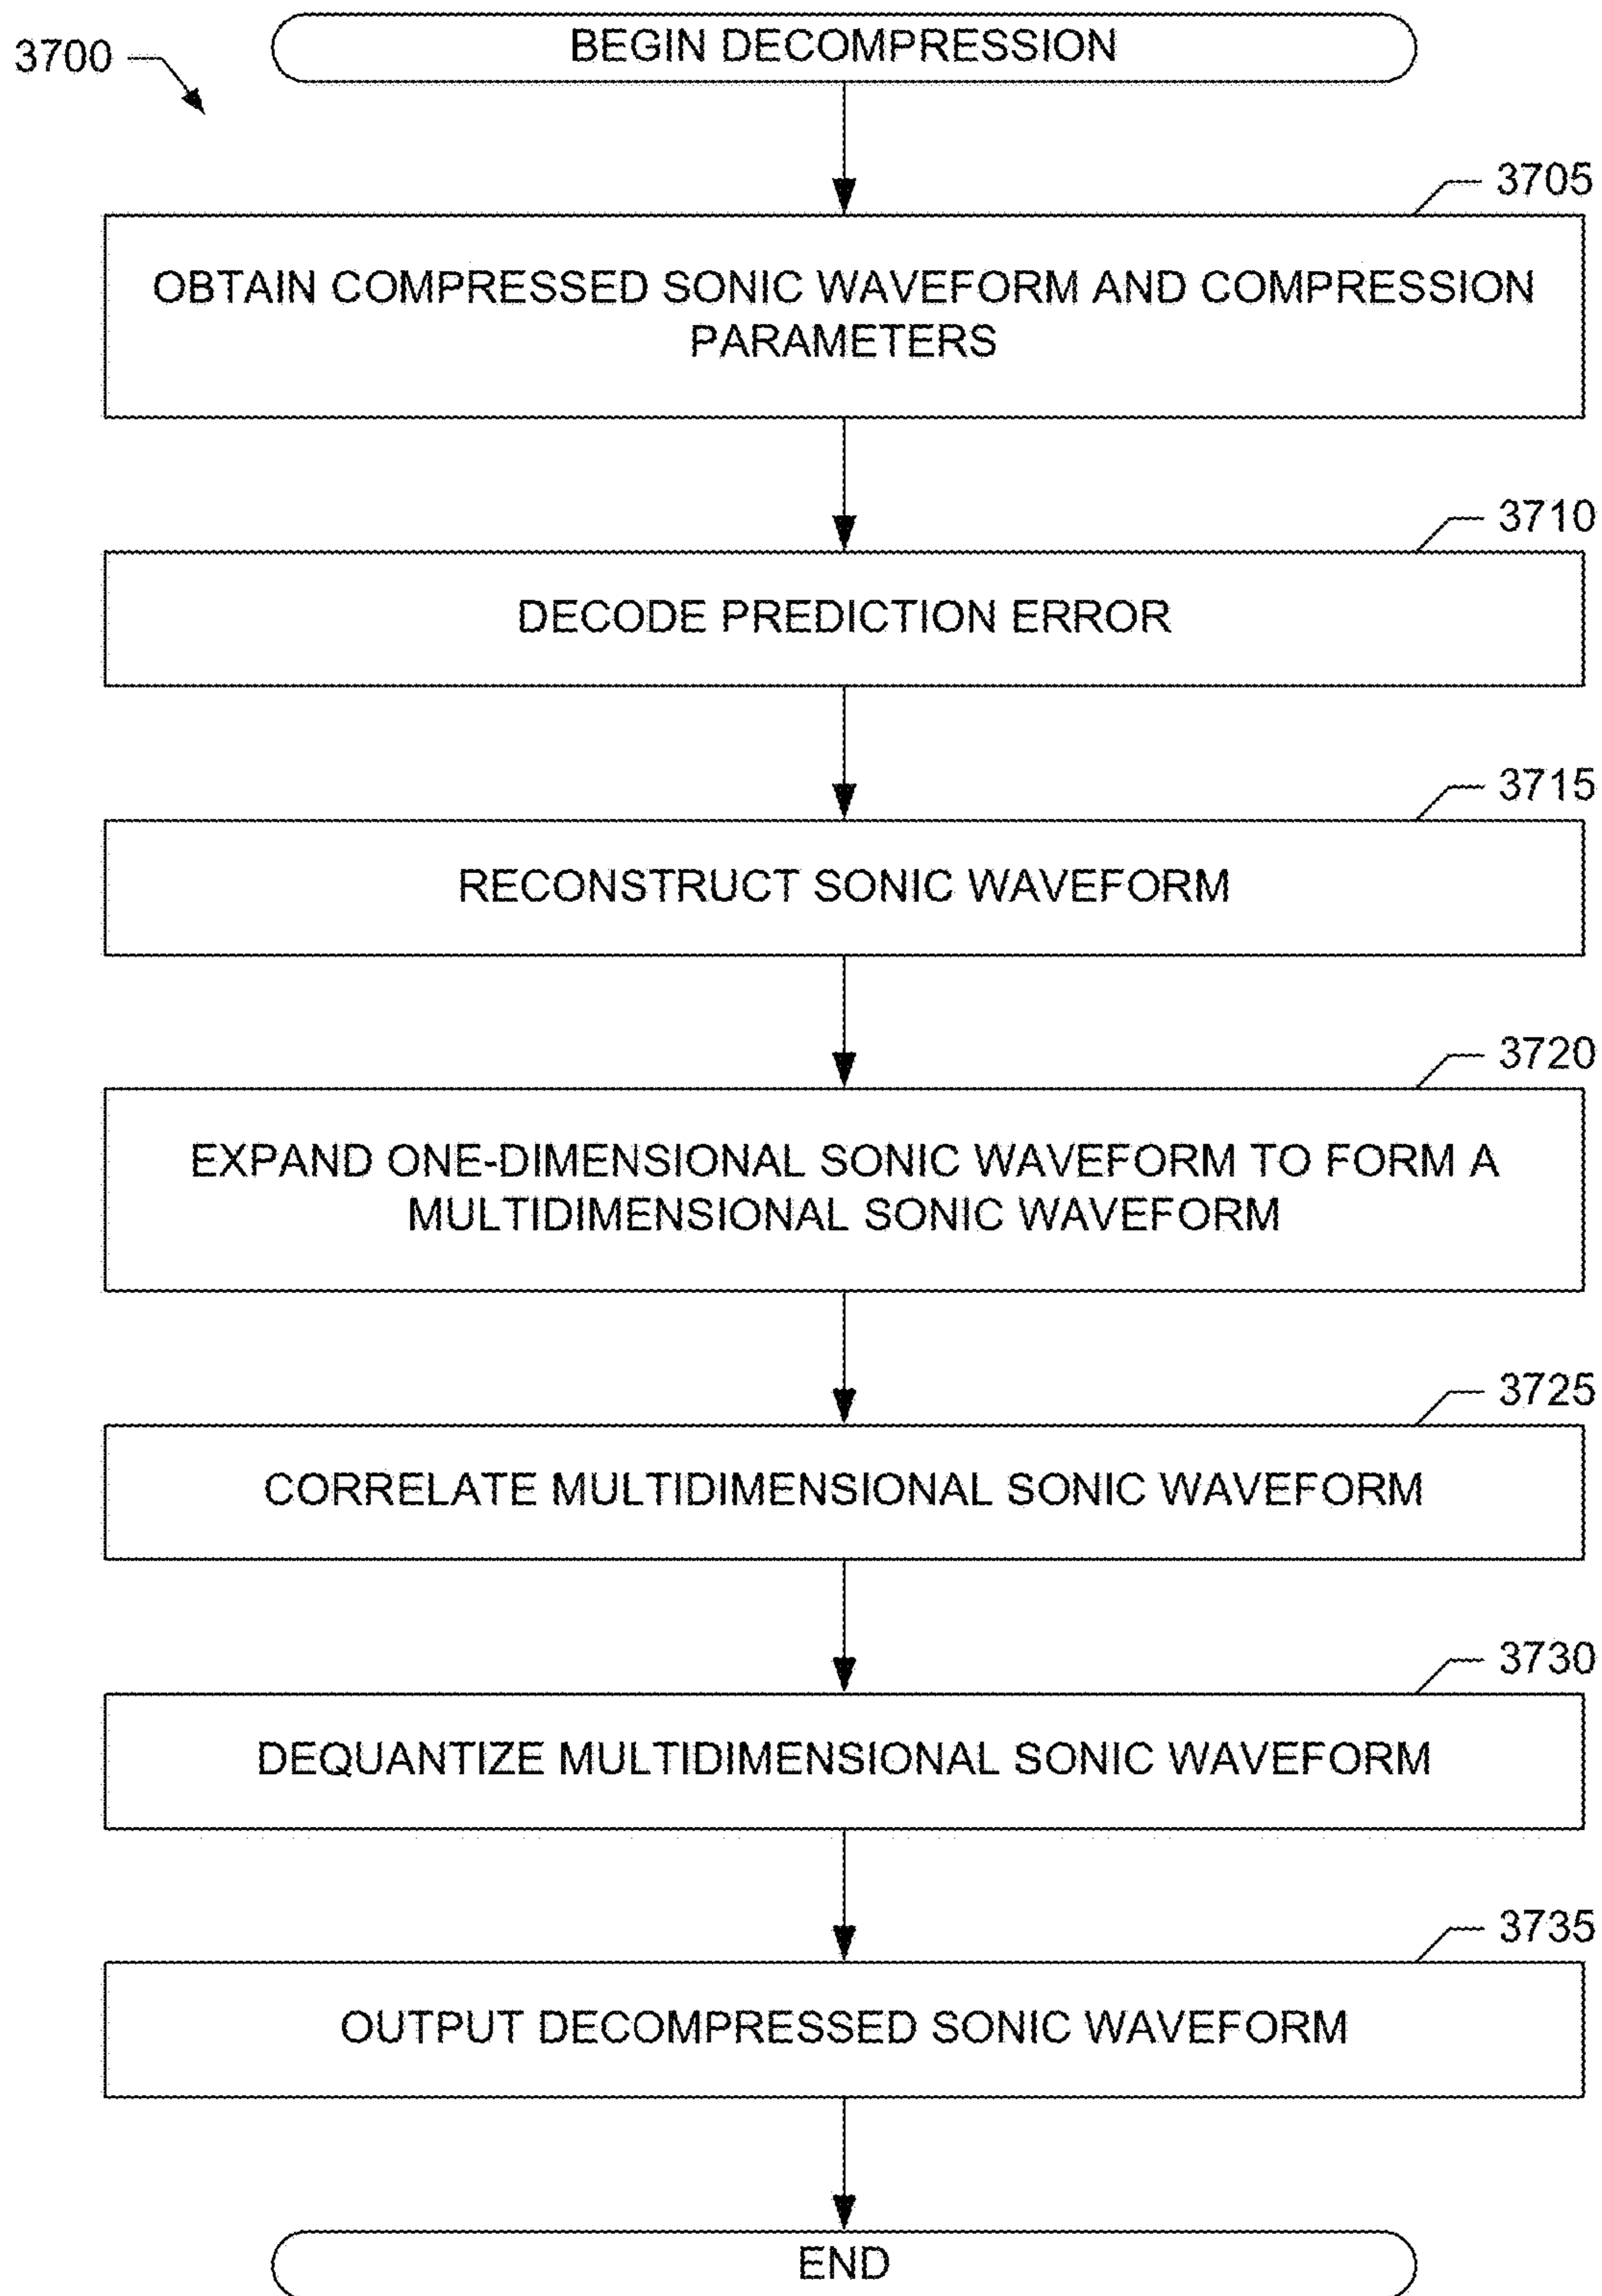 3700
BEGIN DECOMPRESSION
3705
OBTAIN COMPRESSED SONIC WAVEFORM AND COMPRESSION
PARAMETERS
3710
DECODE PREDICTION ERROR
3715
RECONSTRUCT SONIC WAVEFORM
3720
EXPAND ONE-DIMENSIONAL SONIC WAVEFORM TO FORM A
MULTIDIMENSIONAL SONIC WAVEFORM
3725
CORRELATE MULTIDIMENSIONAL SONIC WAVEFORM
3730
DEQUANTIZE MULTIDIMENSIONAL SONIC WAVEFORM
3735
OUTPUT DECOMPRESSED SONIC WAVEFORM
END